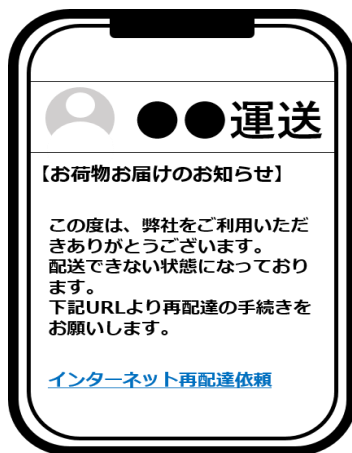 ●●運送
【お荷物お届けのお知らせ】
この度は、弊社をご利用いただ
きありがとうございます。
配送できない状態になっており
ます。
下記URLより再配達の手続きを
お願いします。
インターネット再配達依頼